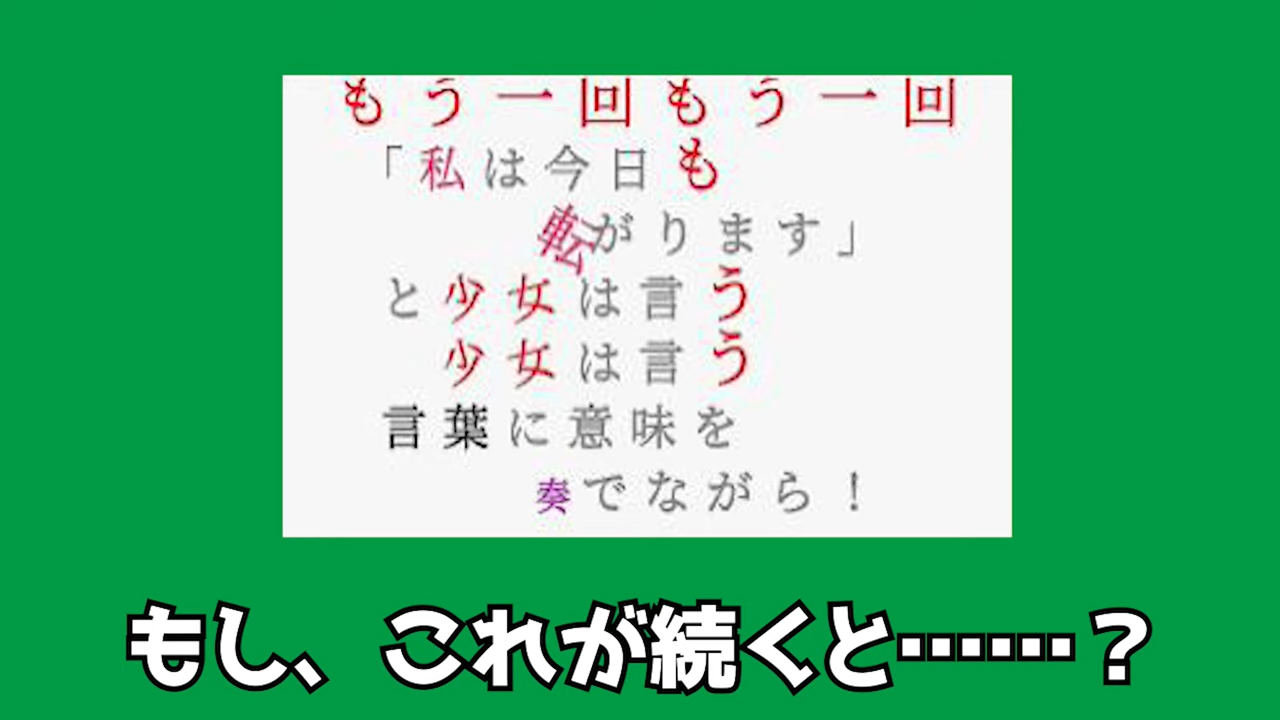 もう一回もう一回
「私は今日も
転がります」
と少女は言う
少女は言う
言葉に意味を
奏でながら！
もし、これが続くと……？